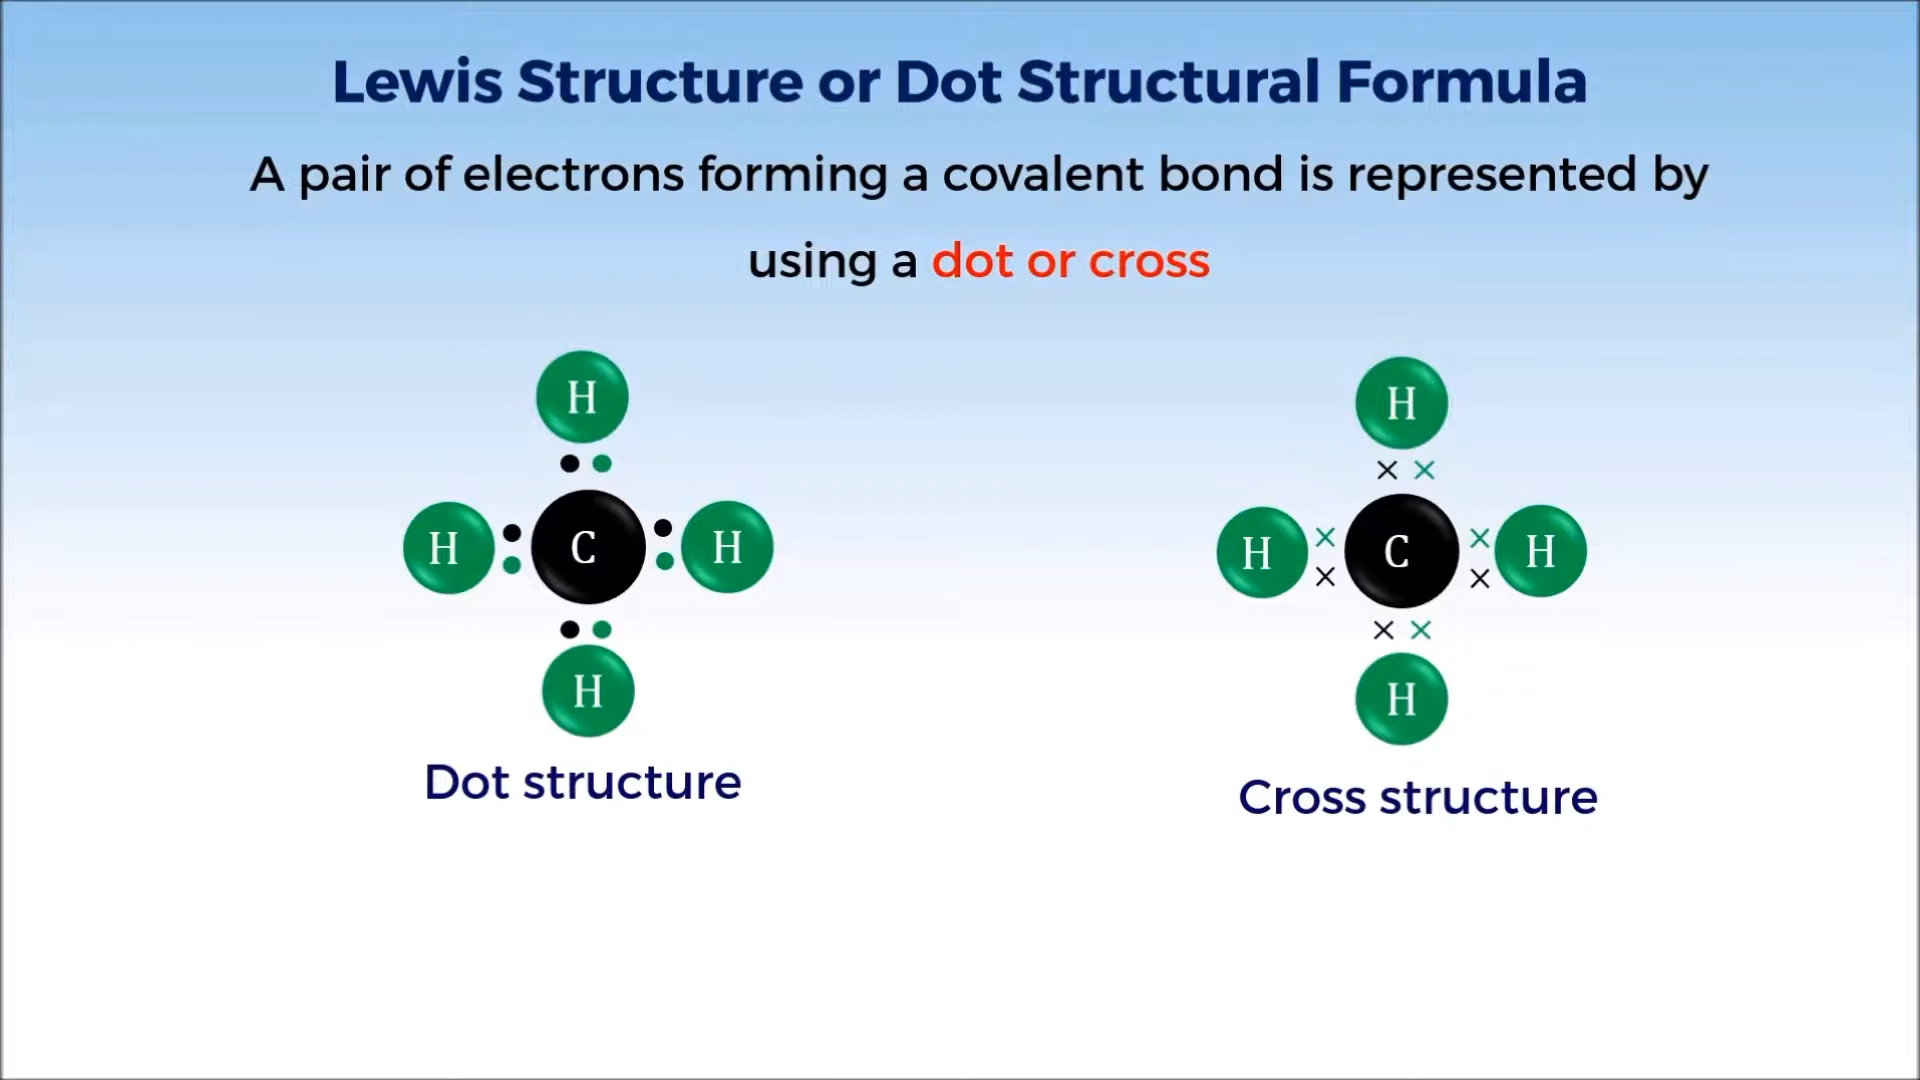 Lewis Structure or Dot Structural Formula
A pair of electrons forming a covalent bond is represented by
using a dot or cross
H
H C H
H
Dot structure
H
H × × C × × H
H
Cross structure